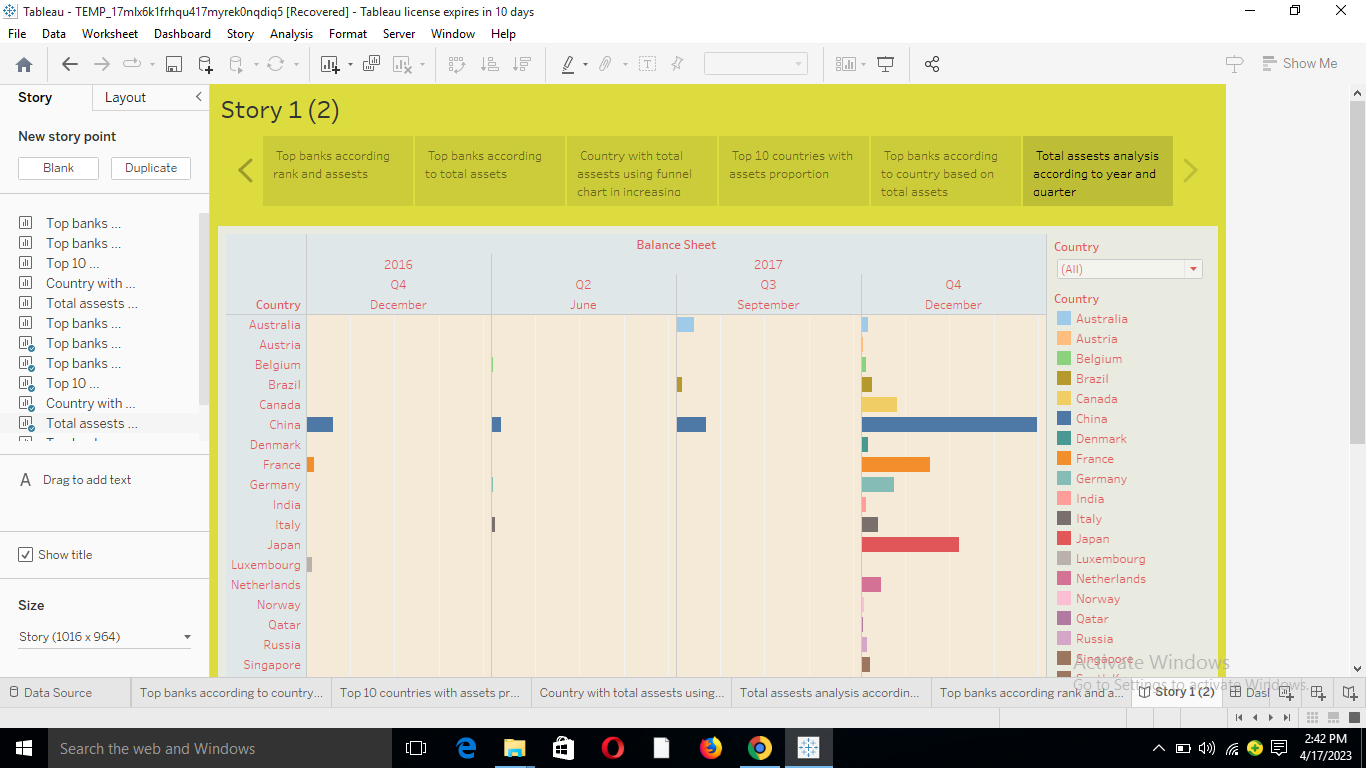 Tableau - TEMP_17mlx6k1frhqu417myrek0nqdiq5 [Recovered] - Tableau license expires in 10 days
File Data Worksheet Dashboard Story Analysis Format Server Window Help
Show Me
Story Layout
New story point
Blank Duplicate
Top banks ...
Top banks ...
Top 10 ...
Country with ...
Total assests ...
Top banks ...
Top banks ...
Top banks ...
Top 10 ...
Country with ...
Total assests ...
A Drag to add text
Show title
Size
Story (1016 x 964)
Story 1 (2)
Top banks according
rank and assests
Top banks according
to total assets
Country with total
assests using funnel
chart in increasing
Top 10 countries with
assets proportion
Top banks according
to country based on
total assets
Total assests analysis
according to year and
quarter
Balance Sheet
2016 2017
Q4 Q2 Q3 Q4
Country December June September December
Australia
Austria
Belgium
Brazil
Canada
China
Denmark
France
Germany
India
Italy
Japan
Luxembourg
Netherlands
Norway
Qatar
Russia
Singapore
Country
(All)
Country
Australia
Austria
Belgium
Brazil
Canada
China
Denmark
France
Germany
India
Italy
Japan
Luxembourg
Netherlands
Norway
Qatar
Russia
Singapore
Activate Windows
Go to Settings to activate Windows.
Data Source Top banks according to country... Top 10 countries with assets pr... Country with total assests using... Total assests analysis accordin... Top banks according rank and a... Story 1 (2) Dasl
Search the web and Windows
2:42 PM
4/17/2023